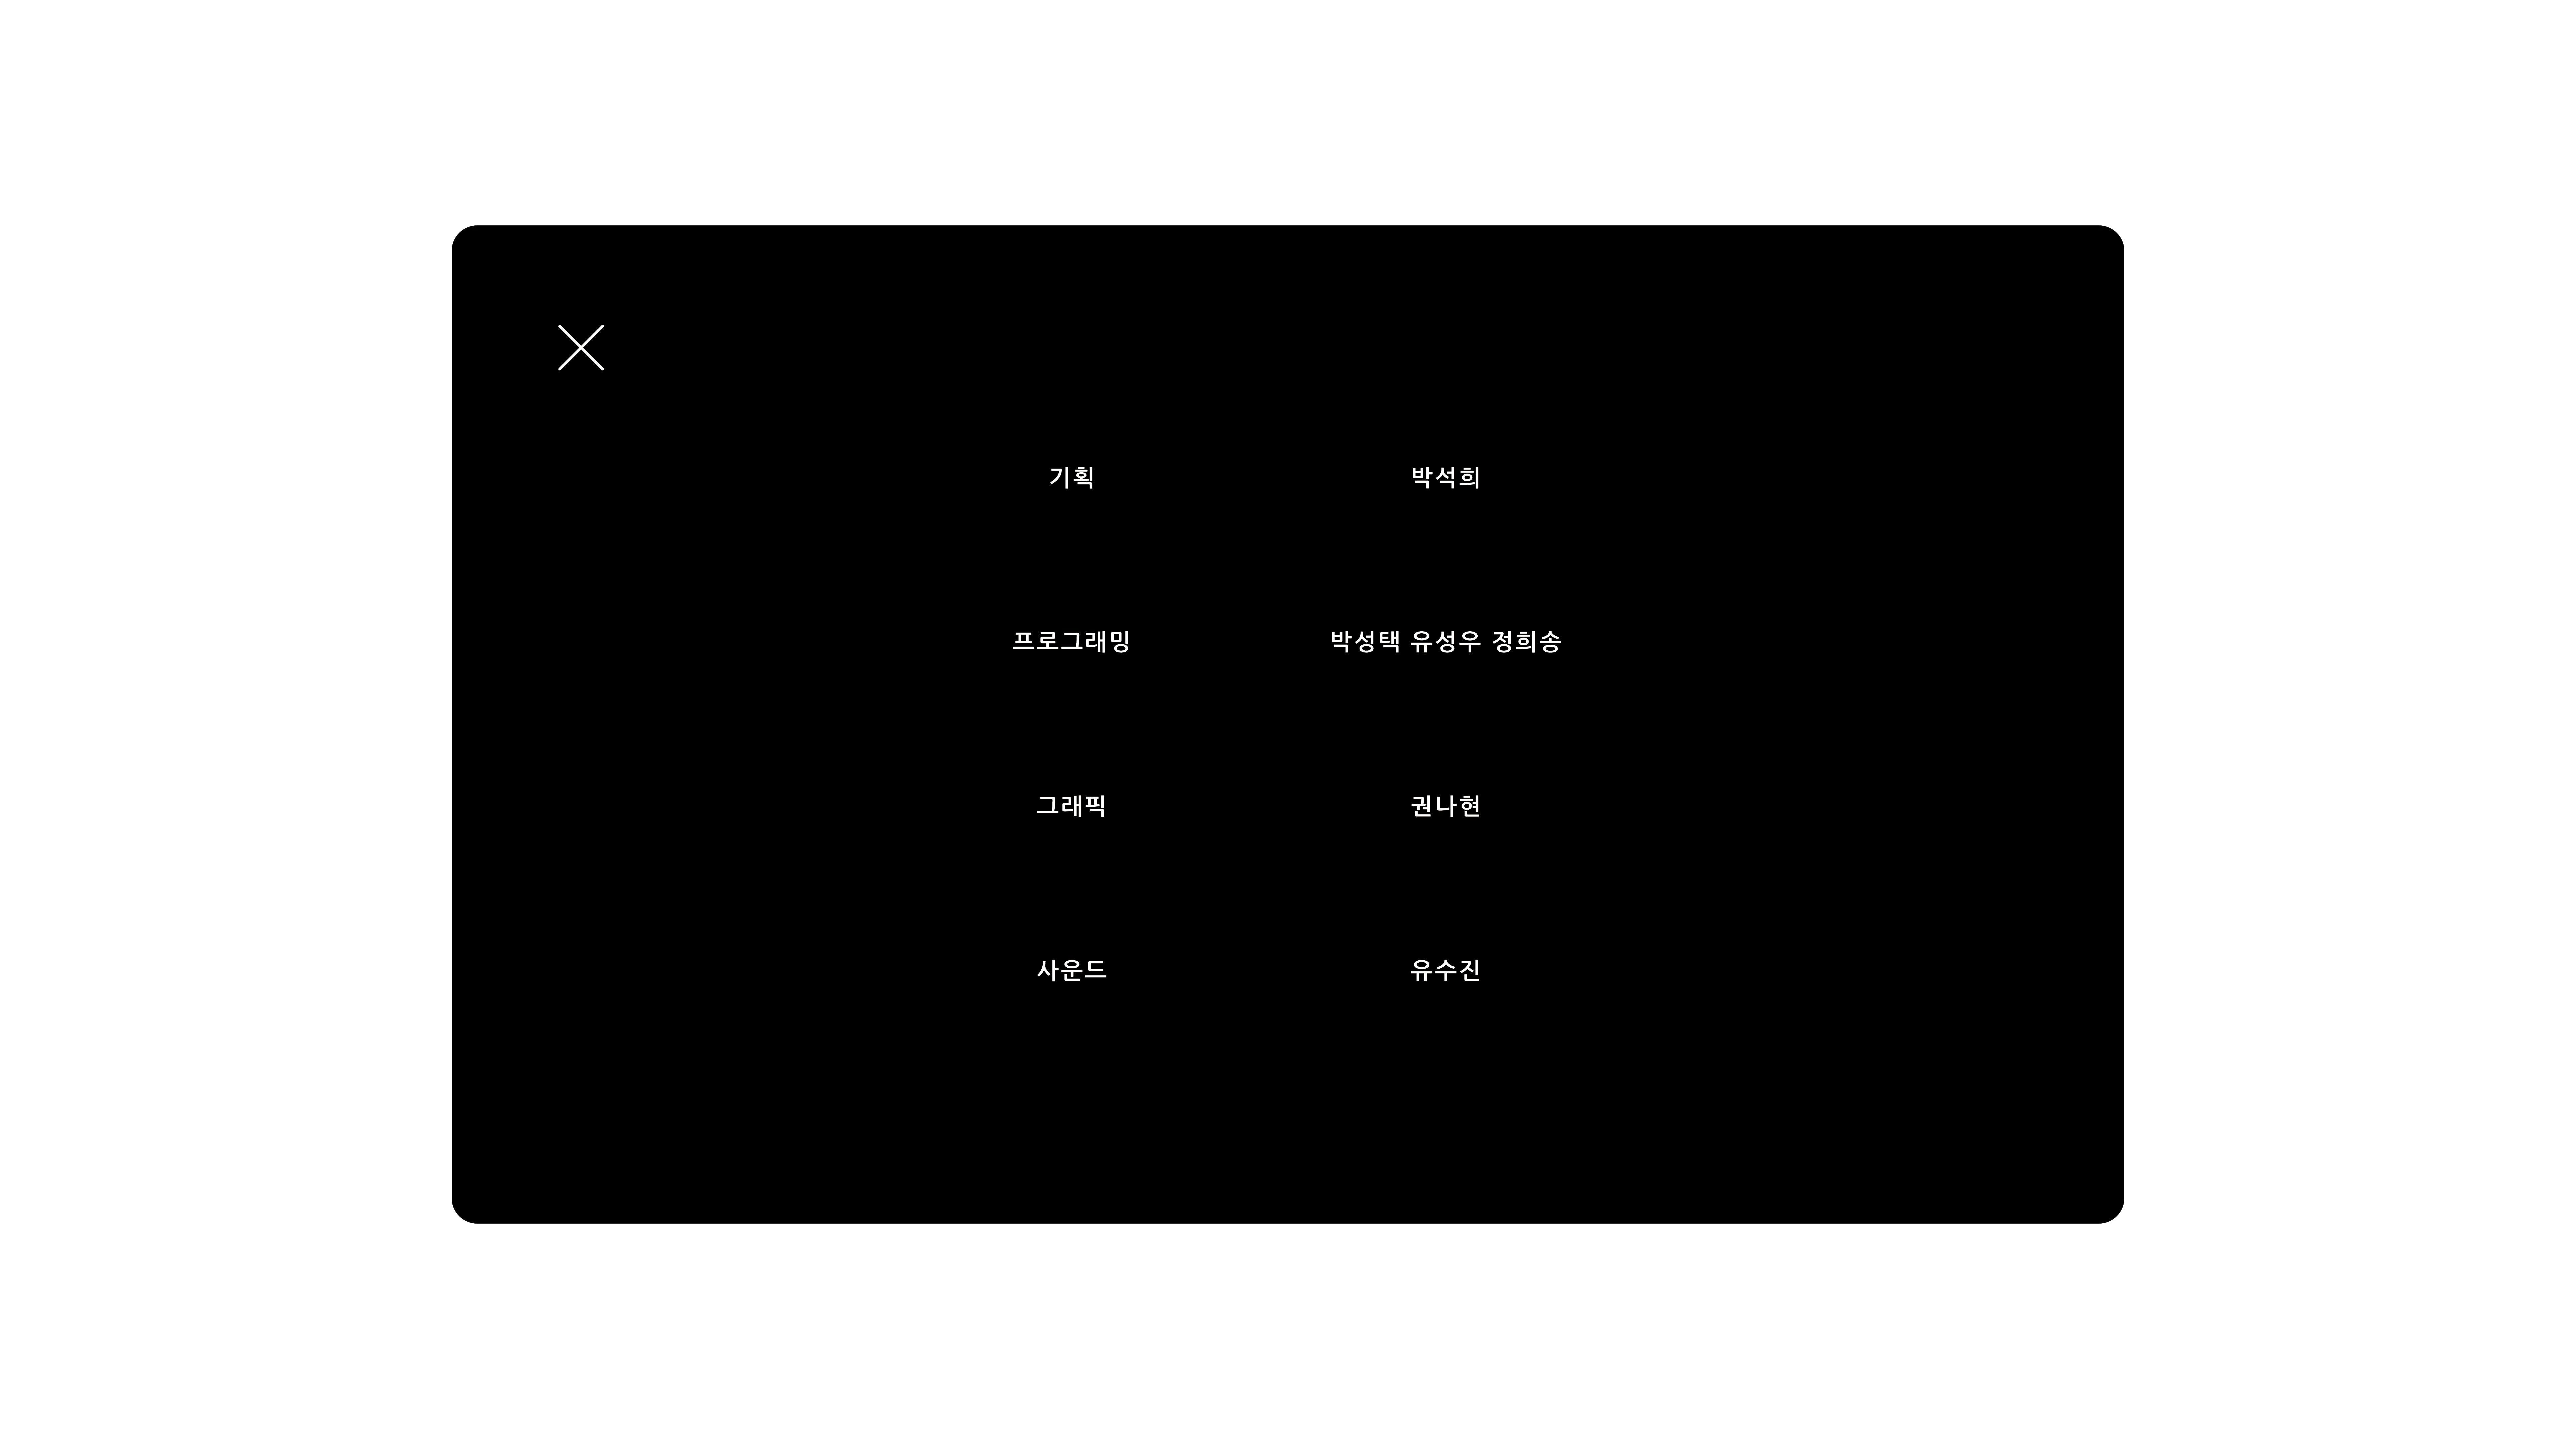 기획 박석희
프로그래밍 박성택 유성우 정희송
그래픽 권나현
사운드 유수진